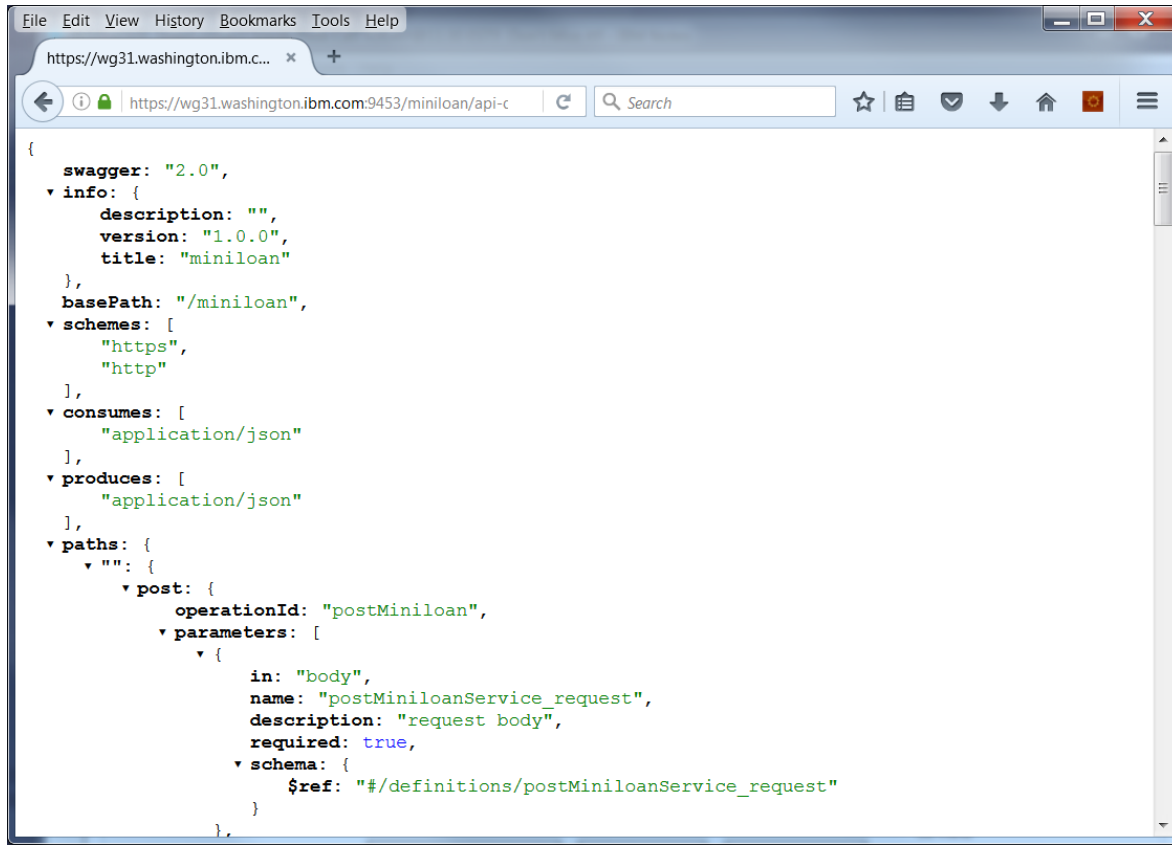 File Edit View History Bookmarks Tools Help
https://wg31.washington.ibm.c... × +
https://wg31.washington.ibm.com:9453/miniloan/api-c Search
{
swagger: "2.0",
▾ info: {
description: "",
version: "1.0.0",
title: "miniloan"
},
basePath: "/miniloan",
▾ schemes: [
"https",
"http"
],
▾ consumes: [
"application/json"
],
▾ produces: [
"application/json"
],
▾ paths: {
▾ "": {
▾ post: {
operationId: "postMiniloan",
▾ parameters: [
▾ {
in: "body",
name: "postMiniloanService_request",
description: "request body",
required: true,
▾ schema: {
$ref: "#/definitions/postMiniloanService_request"
}
},